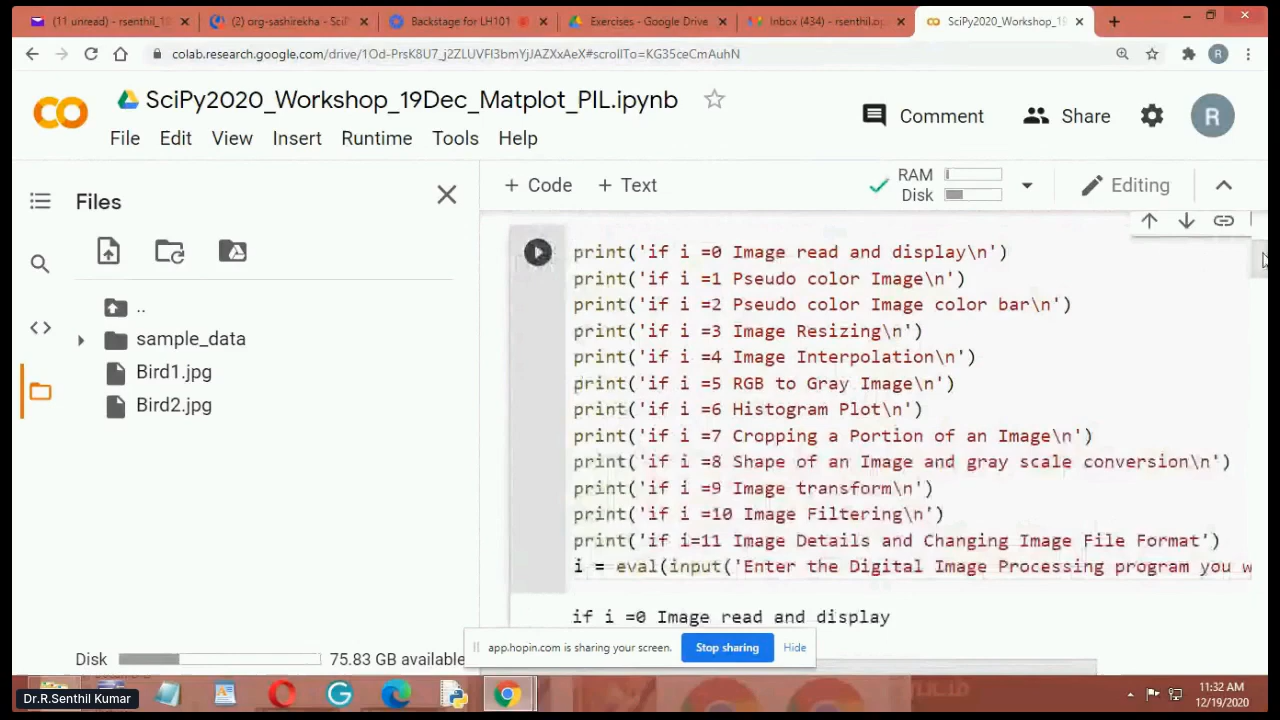 (11 unread) - rsenthil_19
(2) org-sashirekha - SciP
Backstage for LH101
Exercises - Google Drive
Inbox (434) - rsenthil.op
SciPy2020_Workshop_19
colab.research.google.com/drive/1Od-PrsK8U7_j2ZLUVFI3bmYjJAZXxAeX#scrollTo=KG35ceCmAuhN
R
CO
SciPy2020_Workshop_19Dec_Matplot_PIL.ipynb
File Edit View Insert Runtime Tools Help
Comment
Share
R
Files
+ Code + Text
RAM
Disk
Editing
..
sample_data
Bird1.jpg
Bird2.jpg
print('if i =0 Image read and display\n')
print('if i =1 Pseudo color Image\n')
print('if i =2 Pseudo color Image color bar\n')
print('if i =3 Image Resizing\n')
print('if i =4 Image Interpolation\n')
print('if i =5 RGB to Gray Image\n')
print('if i =6 Histogram Plot\n')
print('if i =7 Cropping a Portion of an Image\n')
print('if i =8 Shape of an Image and gray scale conversion\n')
print('if i =9 Image transform\n')
print('if i =10 Image Filtering\n')
print('if i=11 Image Details and Changing Image File Format')
i = eval(input('Enter the Digital Image Processing program you w
if i =0 Image read and display
app.hopin.com is sharing your screen.
Stop sharing
Hide
Disk
75.83 GB available
Dr.R.Senthil Kumar
11:32 AM
12/19/2020